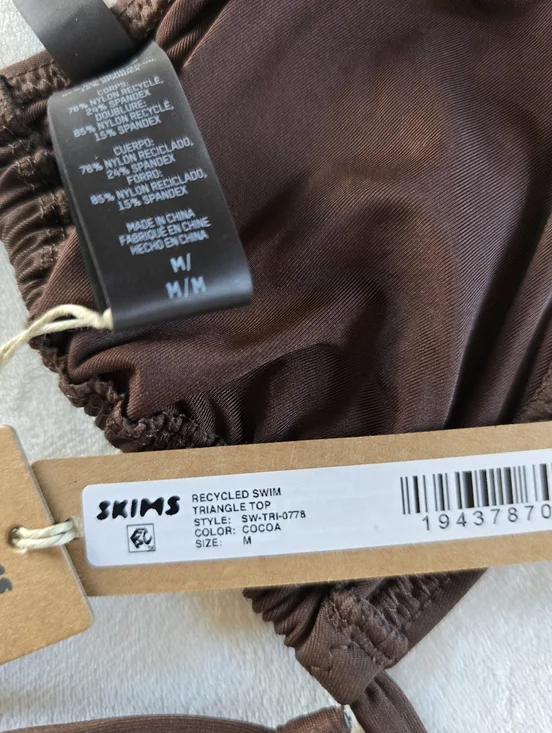 CORPS:
76% NYLON RECYCLÉ,
24% SPANDEX
DOUBLURE:
85% NYLON RECYCLÉ,
15% SPANDEX
CUERPO:
76% NYLON RECICLADO,
24% SPANDEX
FORRO:
85% NYLON RECICLADO,
15% SPANDEX
MADE IN CHINA
FABRIQUÉ EN CHINE
HECHO EN CHINA
M/
M/M
SKIMS
RECYCLED SWIM
TRIANGLE TOP
STYLE: SW-TRI-0778
COLOR: COCOA
SIZE: M
19437870